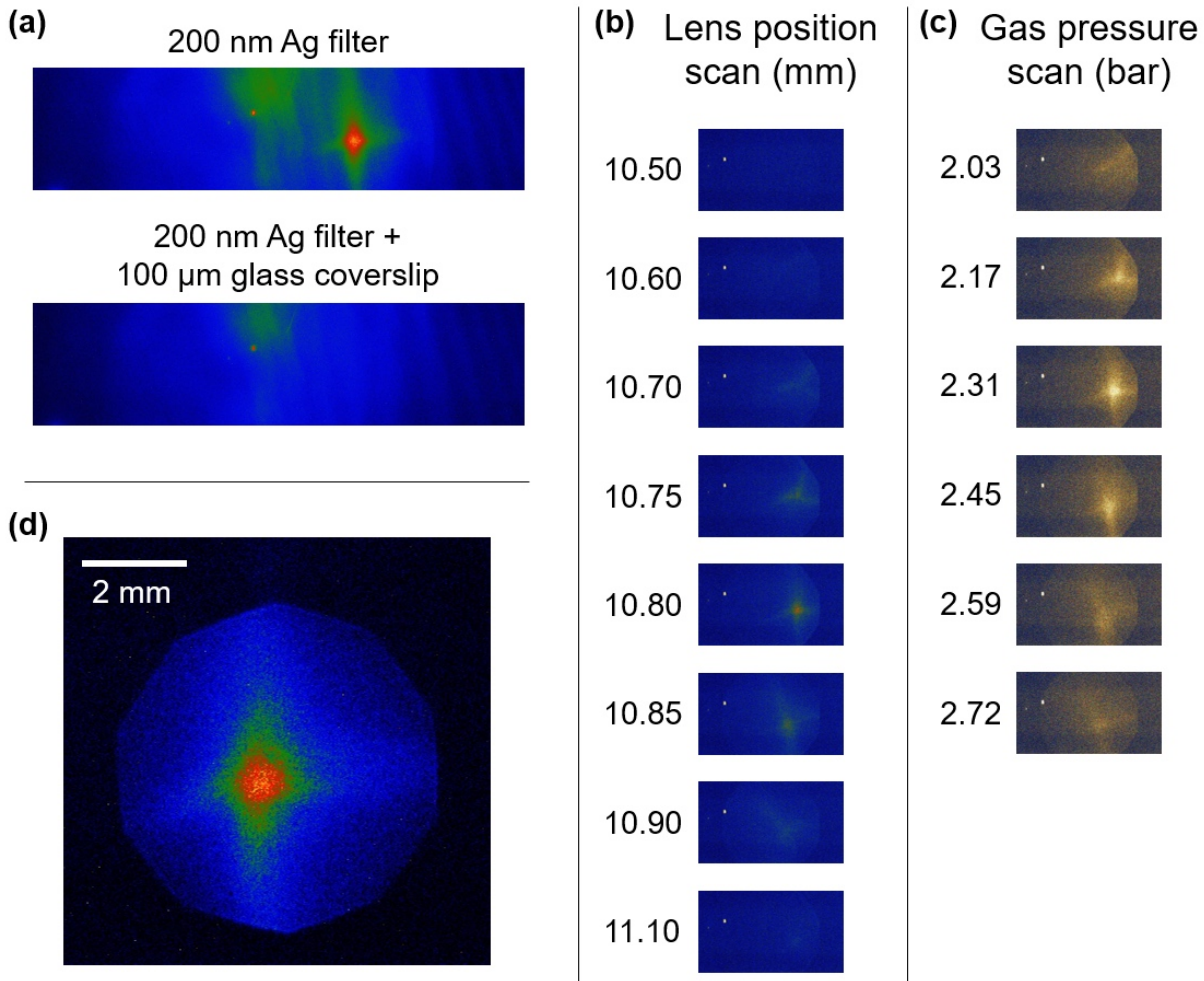 (a)
200 nm Ag filter
200 nm Ag filter +
100 µm glass coverslip
(d)
2 mm
(b) Lens position
scan (mm)
10.50
10.60
10.70
10.75
10.80
10.85
10.90
11.10
(c) Gas pressure
scan (bar)
2.03
2.17
2.31
2.45
2.59
2.72